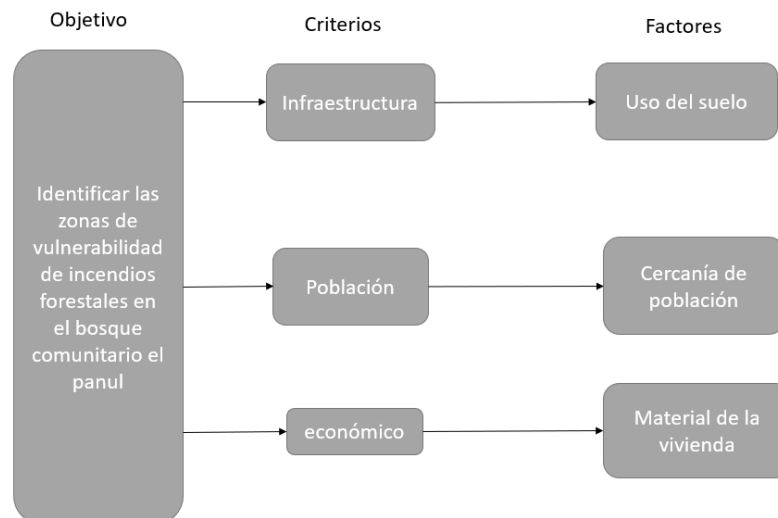 Objetivo
Criterios
Factores
Identificar las
zonas de
vulnerabilidad
de incendios
forestales en
el bosque
comunitario el
panul
Infraestructura
Uso del suelo
Población
Cercanía de
población
económico
Material de la
vivienda